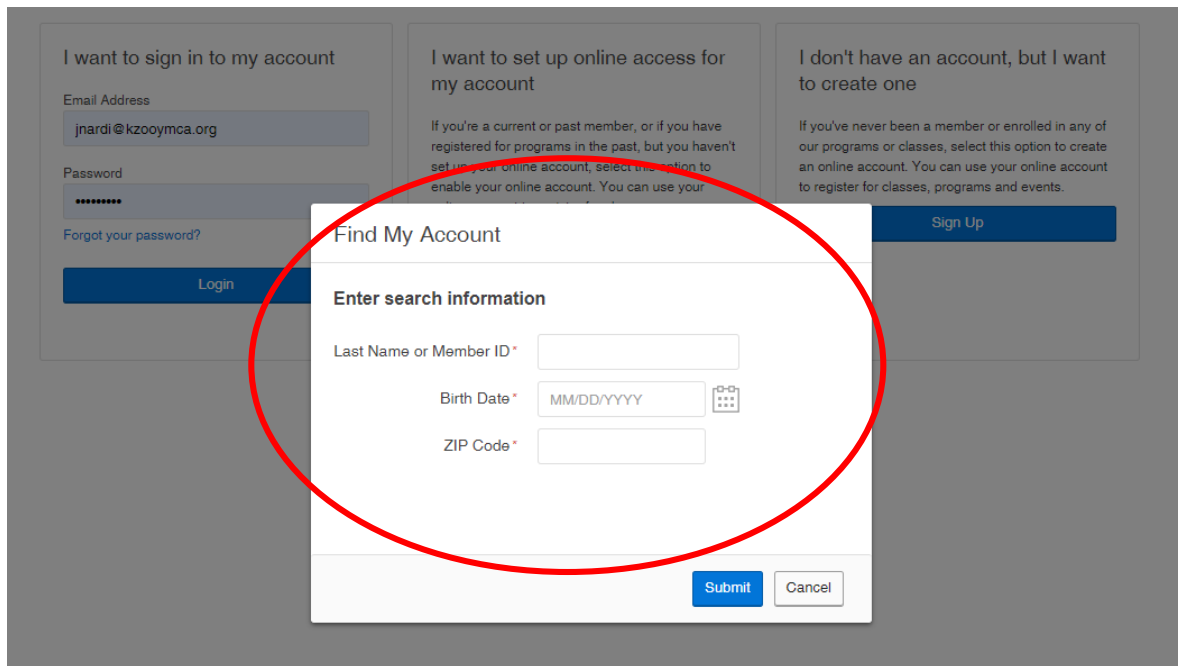 I want to sign in to my account
Email Address
jnardi@kzooymca.org
Password
•••••••••
Forgot your password?
Login
I want to set up online access for
my account
If you're a current or past member, or if you have
registered for programs in the past, but you haven't
set up your online account, select this option to
enable your online account. You can use your
I don't have an account, but I want
to create one
If you've never been a member or enrolled in any of
our programs or classes, select this option to create
an online account. You can use your online account
to register for classes, programs and events.
Sign Up
Find My Account
Enter search information
Last Name or Member ID*
Birth Date*
MM/DD/YYYY
ZIP Code*
Submit
Cancel